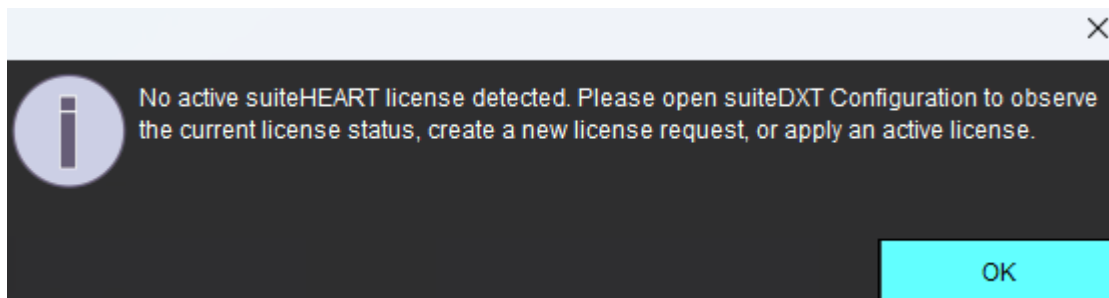 No active suiteHEART license detected. Please open suiteDXT Configuration to observe
the current license status, create a new license request, or apply an active license.
OK